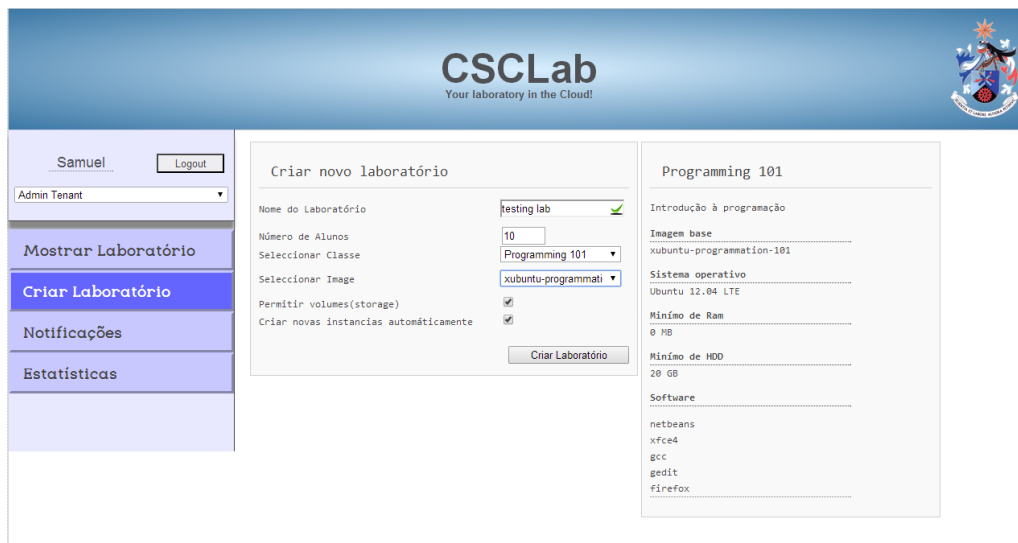 CSCLab
Your laboratory in the Cloud!
Samuel
Logout
Admin Tenant
Mostrar Laboratório
Criar Laboratório
Notificações
Estatísticas
Criar novo laboratório
Nome do Laboratório
testing lab
Número de Alunos
10
Seleccionar Classe
Programming 101
Seleccionar Image
xubuntu-programmati
Permitir volumes(storage)
Criar novas instancias automáticamente
Criar Laboratório
Programming 101
Introdução à programação
Imagem base
xubuntu-programmation-101
Sistema operativo
Ubuntu 12.04 LTE
Minímo de Ram
0 MB
Minímo de HDD
20 GB
Software
netbeans
xfce4
gcc
gedit
firefox